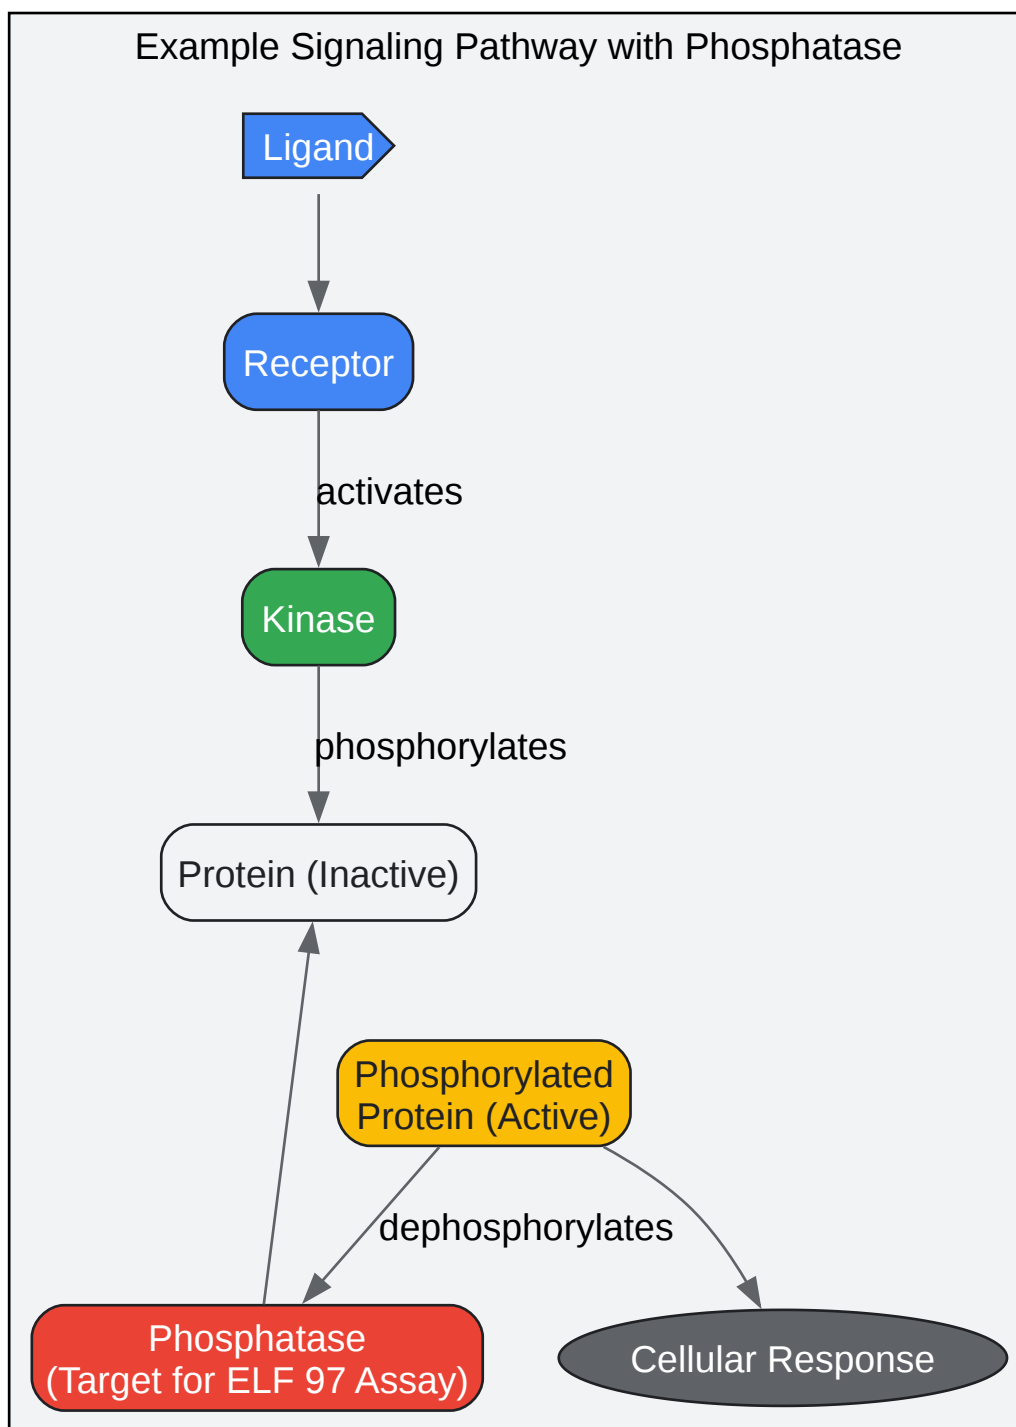 Example Signaling Pathway with Phosphatase
Ligand
Receptor
activates
Kinase
phosphorylates
Protein (Inactive)
Phosphorylated
Protein (Active)
dephosphorylates
Phosphatase
(Target for ELF 97 Assay)
Cellular Response